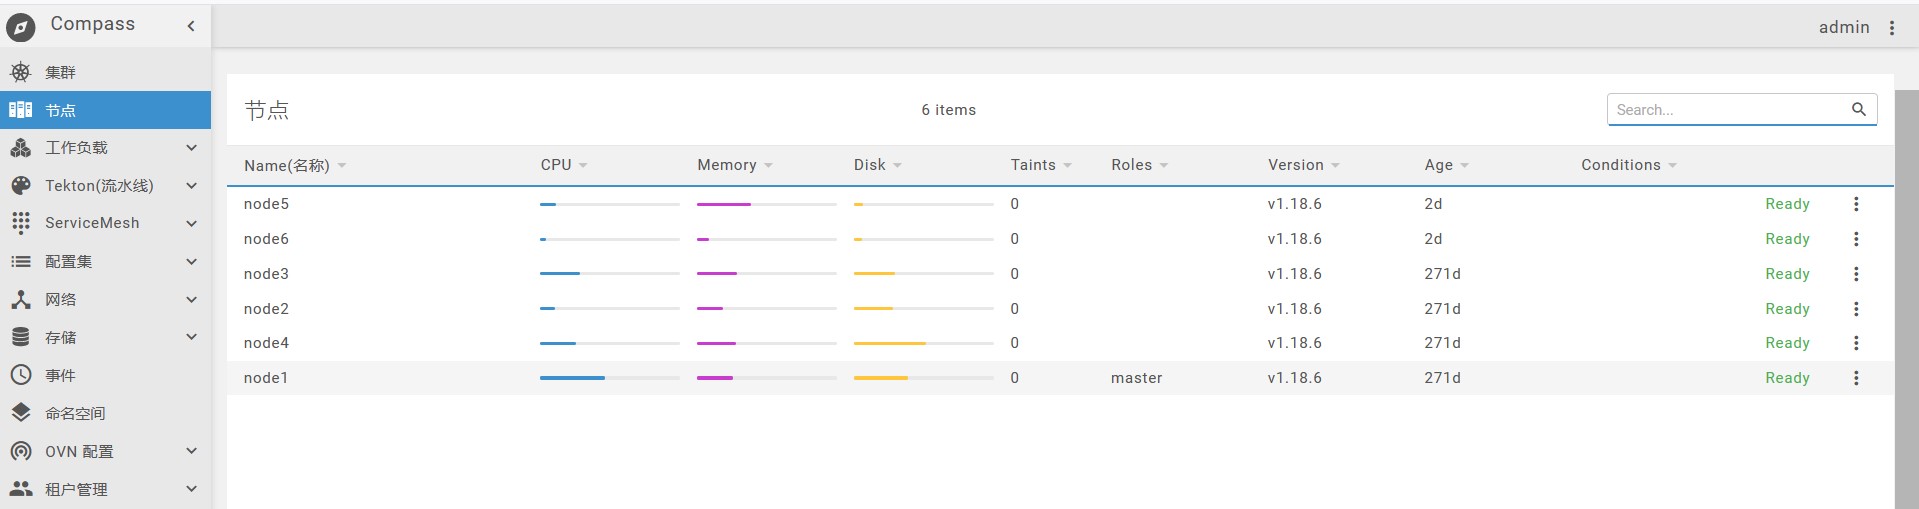 Compass
admin
集群
节点
工作负载
Tekton(流水线)
ServiceMesh
配置集
网络
存储
事件
命名空间
OVN 配置
租户管理
节点 6 items Search...
Name(名称) CPU Memory Disk Taints Roles Version Age Conditions
node5 0 v1.18.6 2d Ready
node6 0 v1.18.6 2d Ready
node3 0 v1.18.6 271d Ready
node2 0 v1.18.6 271d Ready
node4 0 v1.18.6 271d Ready
node1 0 master v1.18.6 271d Ready